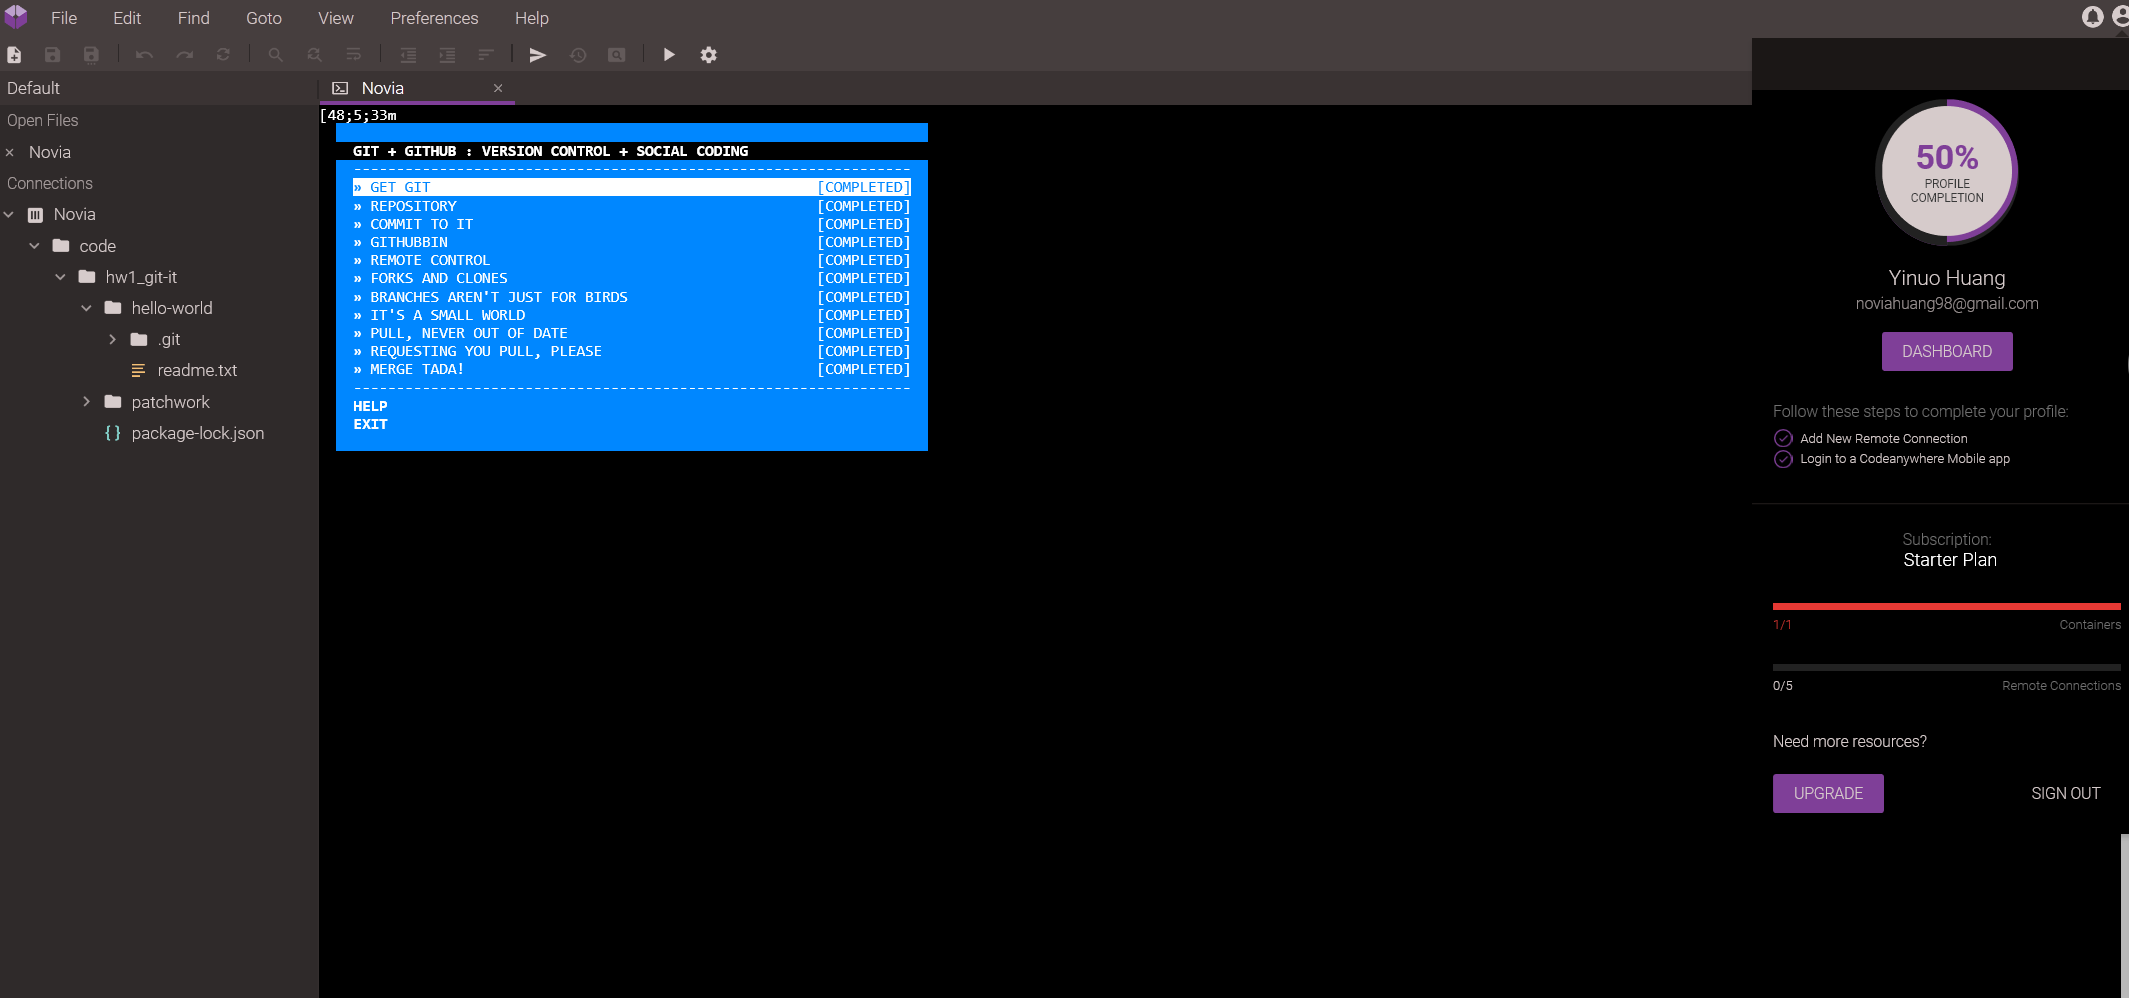 File Edit Find Goto View Preferences Help
Default
Open Files
× Novia
Connections
Novia
code
hw1_git-it
hello-world
.git
readme.txt
patchwork
{} package-lock.json
Novia ×
[48;5;33m
GIT + GITHUB : VERSION CONTROL + SOCIAL CODING
-----------------------------------------------------------------
» GET GIT [COMPLETED]
» REPOSITORY [COMPLETED]
» COMMIT TO IT [COMPLETED]
» GITHUBBIN [COMPLETED]
» REMOTE CONTROL [COMPLETED]
» FORKS AND CLONES [COMPLETED]
» BRANCHES AREN'T JUST FOR BIRDS [COMPLETED]
» IT'S A SMALL WORLD [COMPLETED]
» PULL, NEVER OUT OF DATE [COMPLETED]
» REQUESTING YOU PULL, PLEASE [COMPLETED]
» MERGE TADA! [COMPLETED]
-----------------------------------------------------------------
HELP
EXIT
50%
PROFILE
COMPLETION
Yinuo Huang
noviahuang98@gmail.com
DASHBOARD
Follow these steps to complete your profile:
Add New Remote Connection
Login to a Codeanywhere Mobile app
Subscription:
Starter Plan
1/1 Containers
0/5 Remote Connections
Need more resources?
UPGRADE SIGN OUT